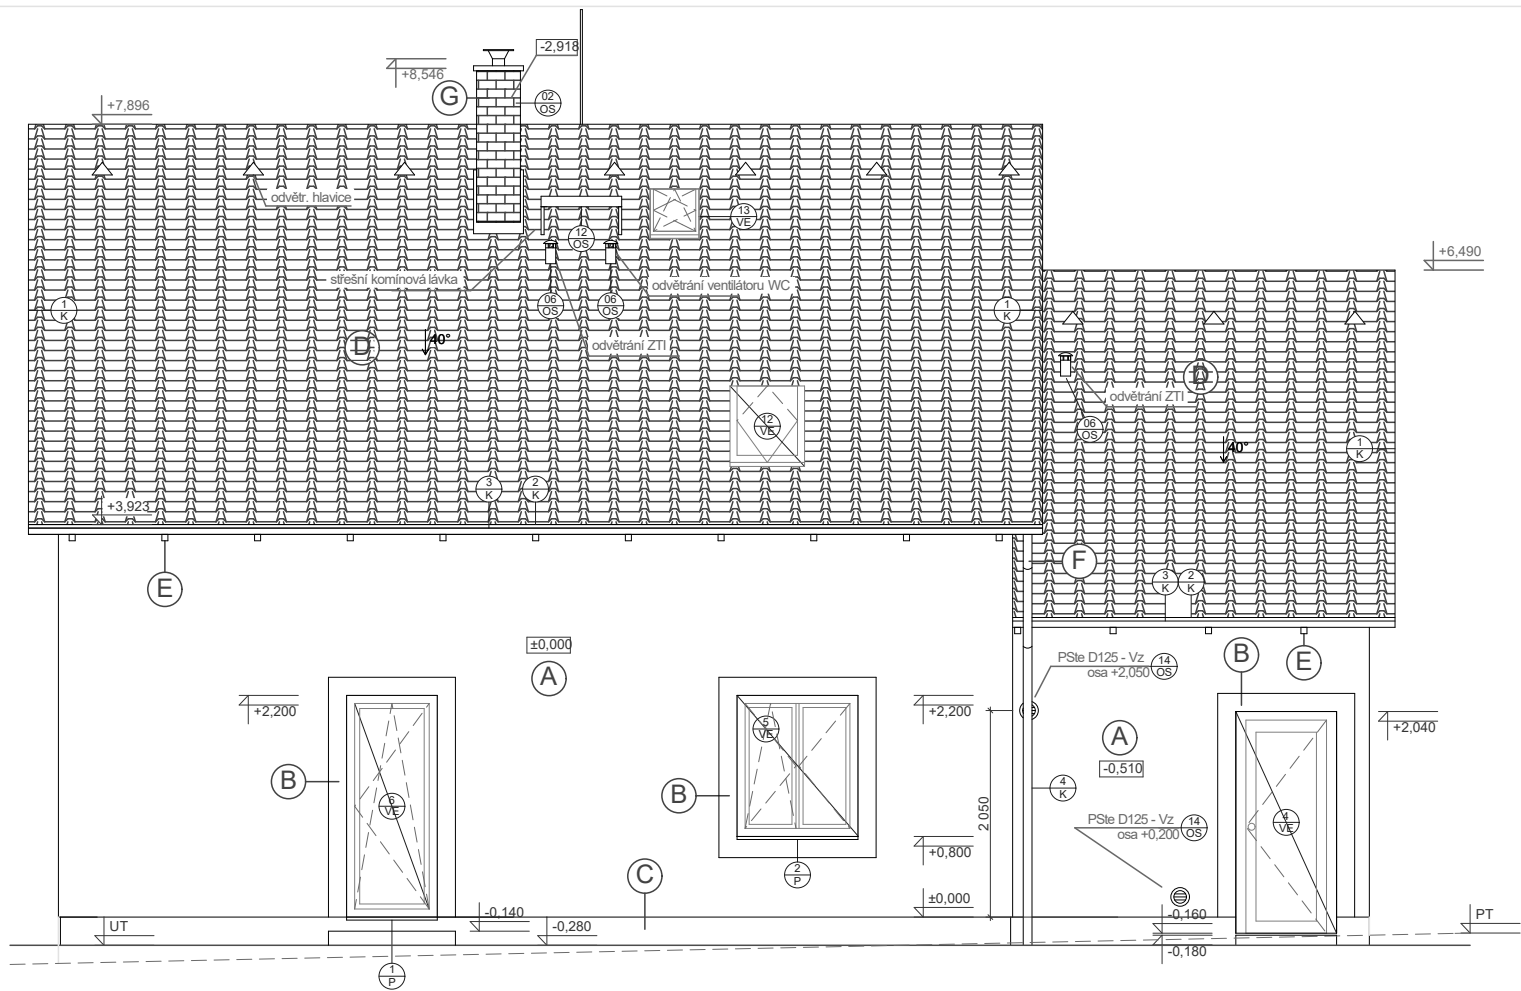 -2,918
+8,546
G
02
OS
+7,896
odvětr. hlavice
13
VE
12
OS
+6,490
střešní komínová lávka
odvětrání ventilátoru WC
1
K
06
OS
06
OS
1
K
D
40°
odvětrání ZTI
D
odvětrání ZTI
12
VE
06
OS
40°
1
K
3
K
2
K
+3,923
E
F
3
K
2
K
±0,000
A
PSte D125 - Vz
osa +2,050
14
OS
B
E
+2,200
+2,200
5
VE
A
+2,040
-0,510
B
B
4
K
6
VE
2 050
PSte D125 - Vz
osa +0,200
14
OS
4
VE
+0,800
2
P
C
±0,000
-0,140
-0,160
PT
UT
-0,280
-0,180
1
P